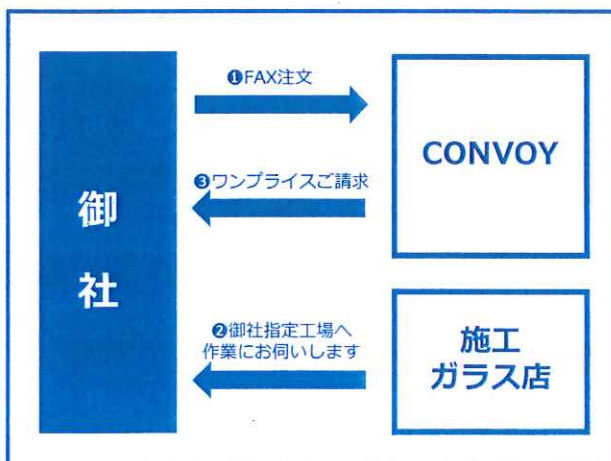 御
社
❶FAX注文
CONVOY
❸ワンプライスご請求
❷御社指定工場へ
作業にお伺いします
施工
ガラス店